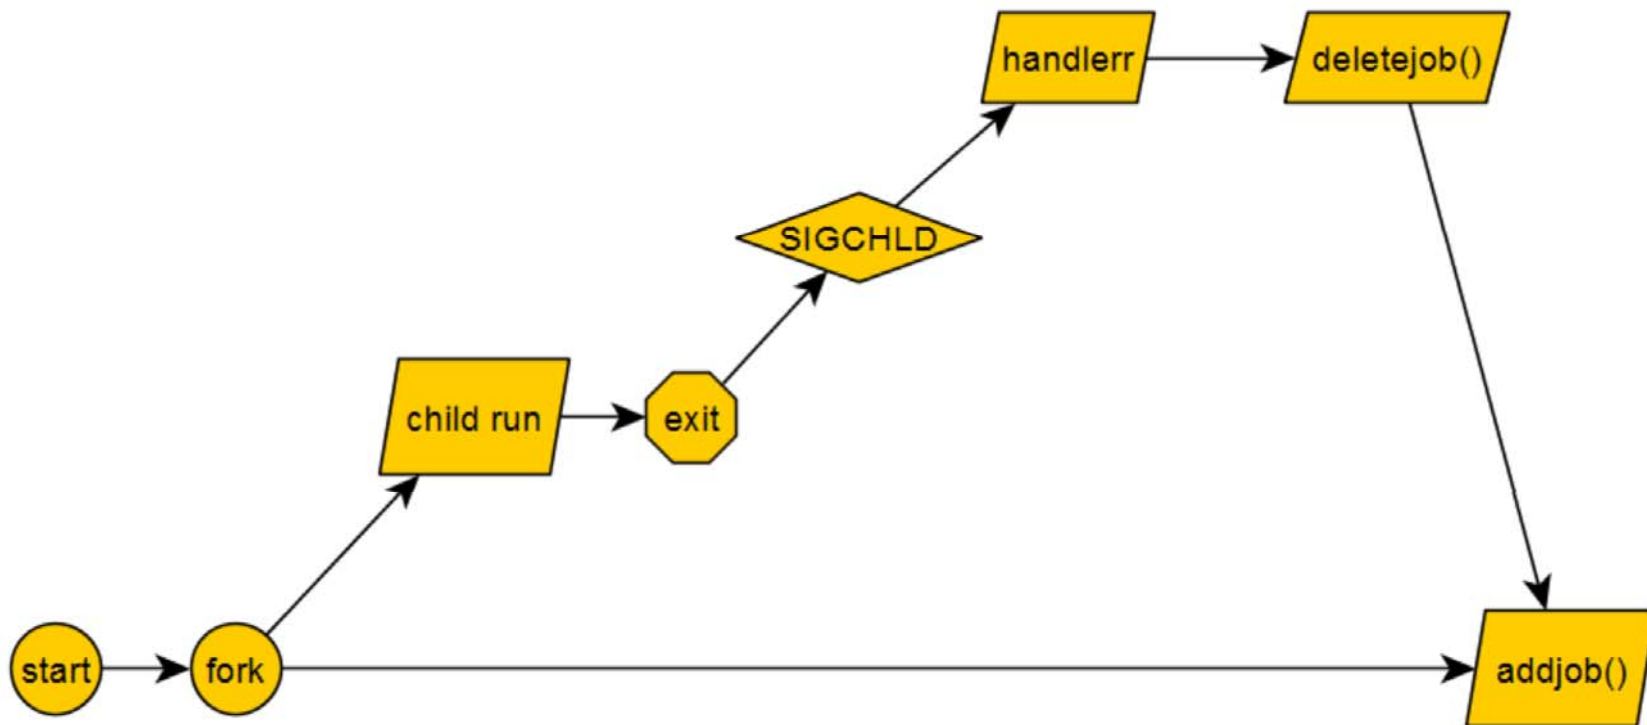 handlerr
deletejob()
SIGCHLD
child run
exit
start
fork
addjob()